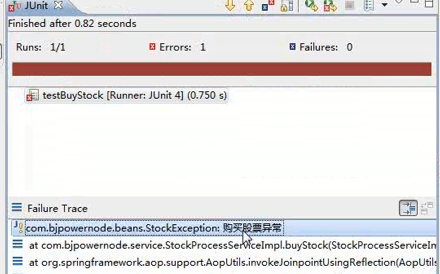 JUnit
Finished after 0.82 seconds
Runs: 1/1 Errors: 1 Failures: 0
testBuyStock [Runner: JUnit 4] (0.750 s)
Failure Trace
com.bjpowernode.beans.StockException: 购买股票异常
at com.bjpowernode.service.StockProcessServiceImpl.buyStock(StockProcessServiceIm
at org.springframework.aop.support.AopUtils.invokeJoinpointUsingReflection(AopUtils.